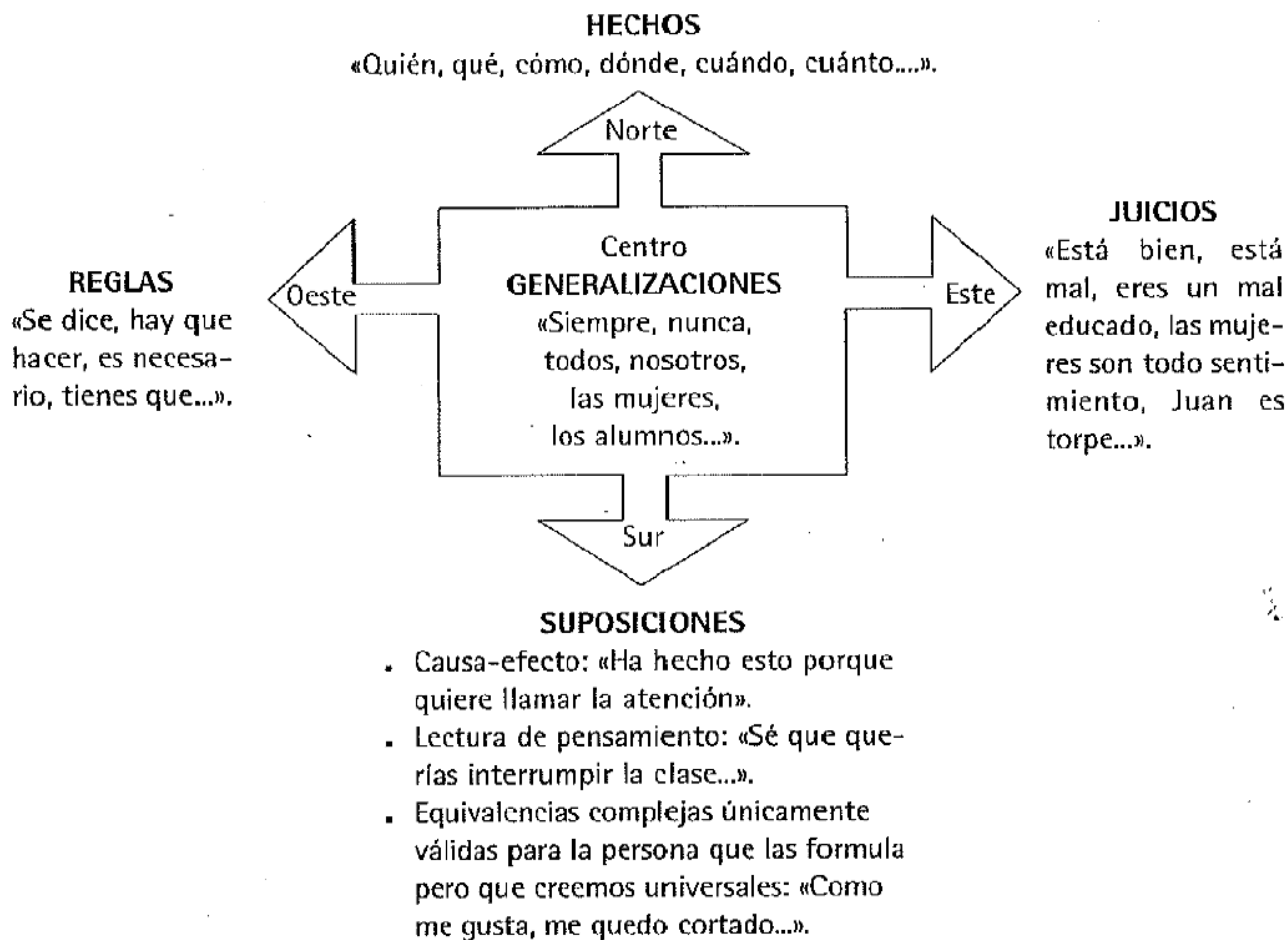 HECHOS
«Quién, qué, cómo, dónde, cuándo, cuánto....».
Norte
REGLAS
«Se dice, hay que
hacer, es necesa-
rio, tienes que...».
Oeste
Centro
GENERALIZACIONES
«Siempre, nunca,
todos, nosotros,
las mujeres,
los alumnos...».
Este
JUICIOS
«Está bien, está
mal, eres un mal
educado, las muje-
res son todo senti-
miento, Juan es
torpe...».
Sur
SUPOSICIONES
. Causa-efecto: «Ha hecho esto porque
quiere llamar la atención».
. Lectura de pensamiento: «Sé que que-
rías interrumpir la clase...».
. Equivalencias complejas únicamente
válidas para la persona que las formula
pero que creemos universales: «Como
me gusta, me quedo cortado...».